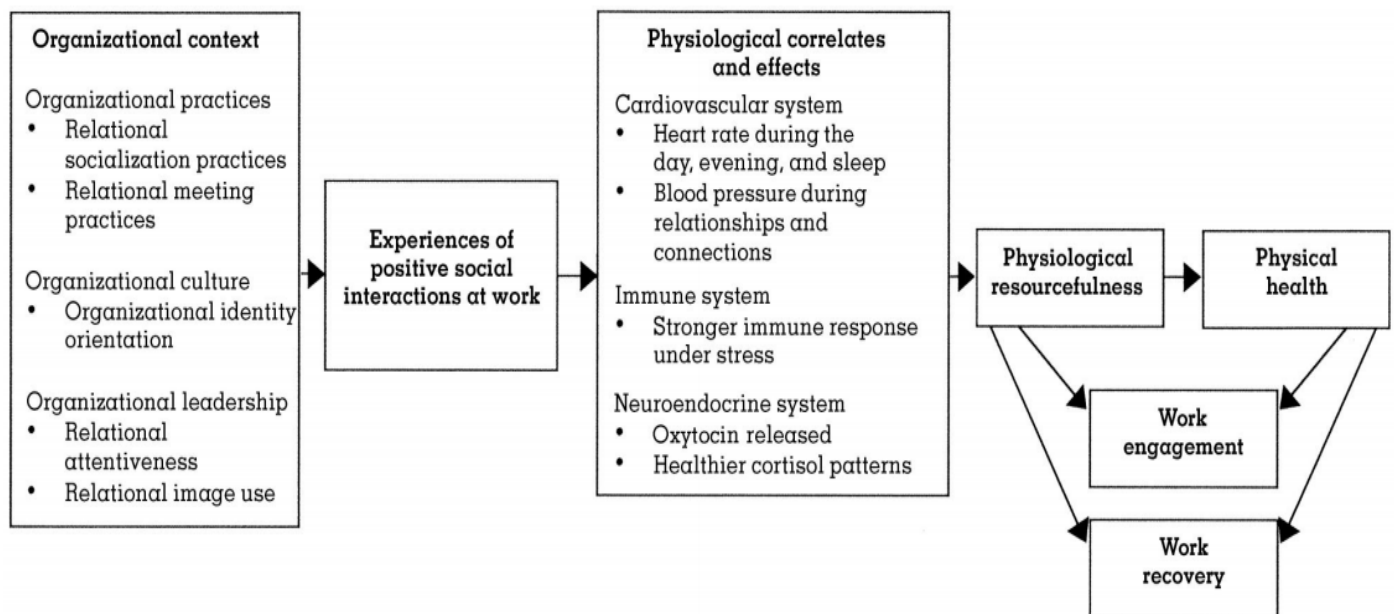 Organizational context
Organizational practices
• Relational
socialization practices
• Relational meeting
practices
Organizational culture
• Organizational identity
orientation
Organizational leadership
• Relational
attentiveness
• Relational image use
Experiences of
positive social
interactions at work
Physiological correlates
and effects
Cardiovascular system
• Heart rate during the
day, evening, and sleep
• Blood pressure during
relationships and
connections
Immune system
• Stronger immune response
under stress
Neuroendocrine system
• Oxytocin released
• Healthier cortisol patterns
Physiological
resourcefulness
Physical
health
Work
engagement
Work
recovery